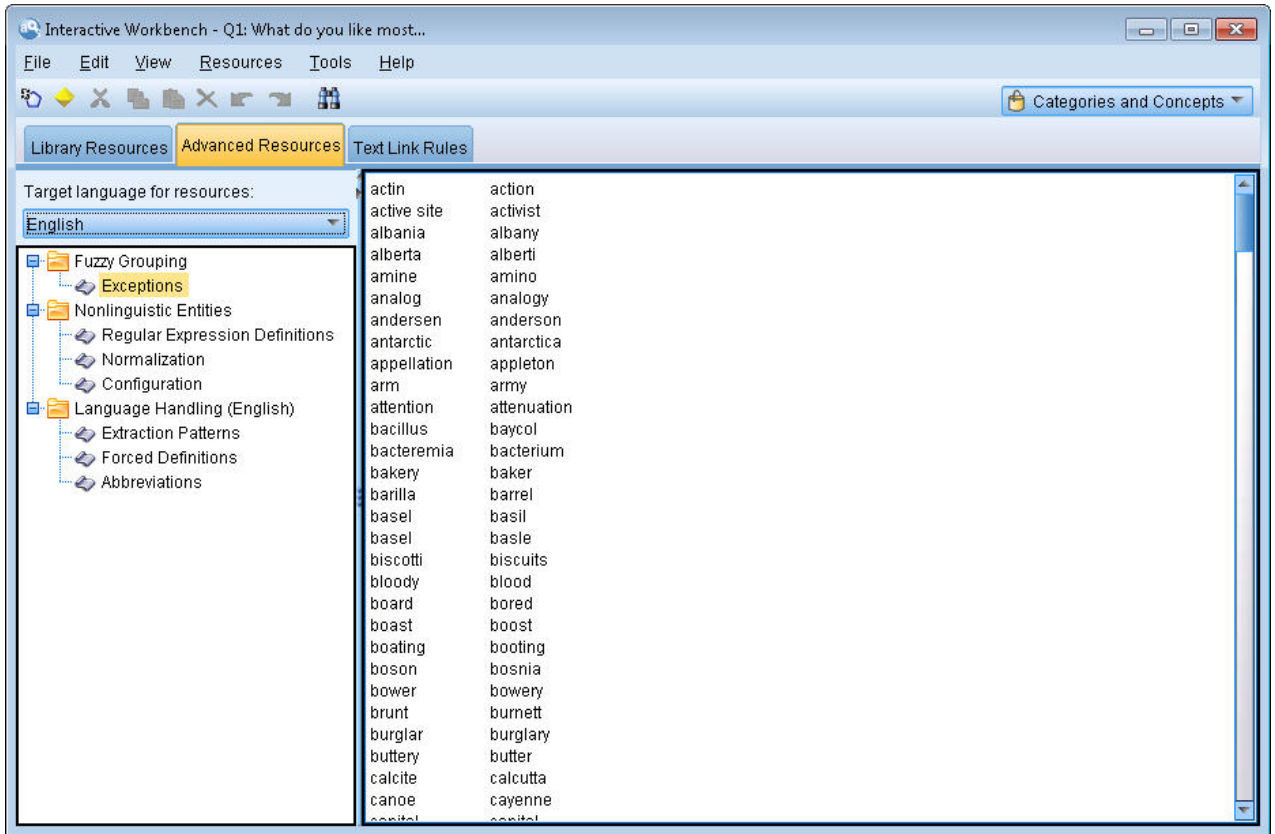 Interactive Workbench - Q1: What do you like most...
File Edit View Resources Tools Help
Categories and Concepts
Library Resources Advanced Resources Text Link Rules
Target language for resources:
English
Fuzzy Grouping
Exceptions
Nonlinguistic Entities
Regular Expression Definitions
Normalization
Configuration
Language Handling (English)
Extraction Patterns
Forced Definitions
Abbreviations
actin action
active site activist
albania albany
alberta alberti
amine amino
analog analogy
andersen anderson
antarctic antarctica
appellation appleton
arm army
attention attenuation
bacillus baycol
bacteremia bacterium
bakery baker
barilla barrel
basel basil
basel basle
biscotti biscuits
bloody blood
board bored
boast boost
boating booting
boson bosnia
bower bowery
brunt burnett
burglar burglary
buttery butter
calcite calcutta
canoe cayenne